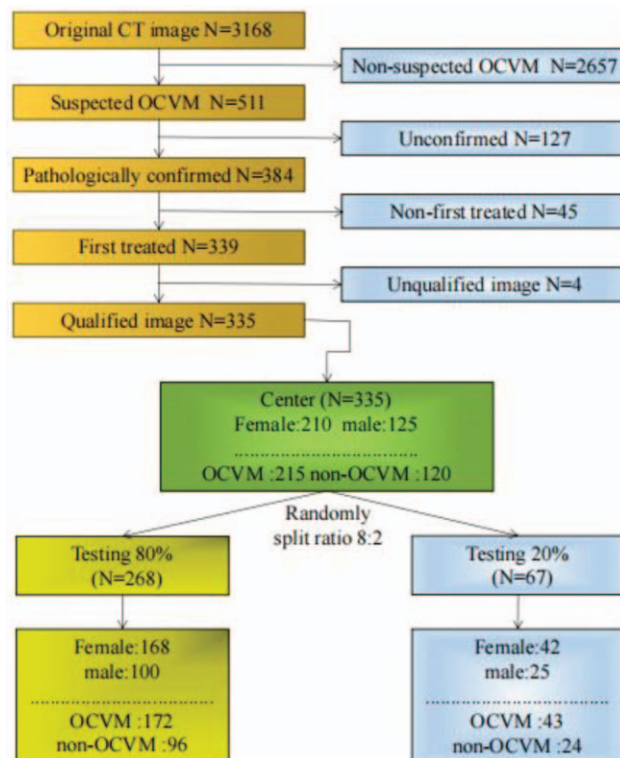 Original CT image N=3168
Non-suspected OCVM N=2657
Suspected OCVM N=511
Unconfirmed N=127
Pathologically confirmed N=384
Non-first treated N=45
First treated N=339
Unqualified image N=4
Qualified image N=335
Center (N=335)
Female:210 male:125
....................................
OCVM :215 non-OCVM :120
Randomly
split ratio 8:2
Testing 80%
(N=268)
Testing 20%
(N=67)
Female:168
male:100
....................................
OCVM :172
non-OCVM :96
Female:42
male:25
....................................
OCVM :43
non-OCVM :24